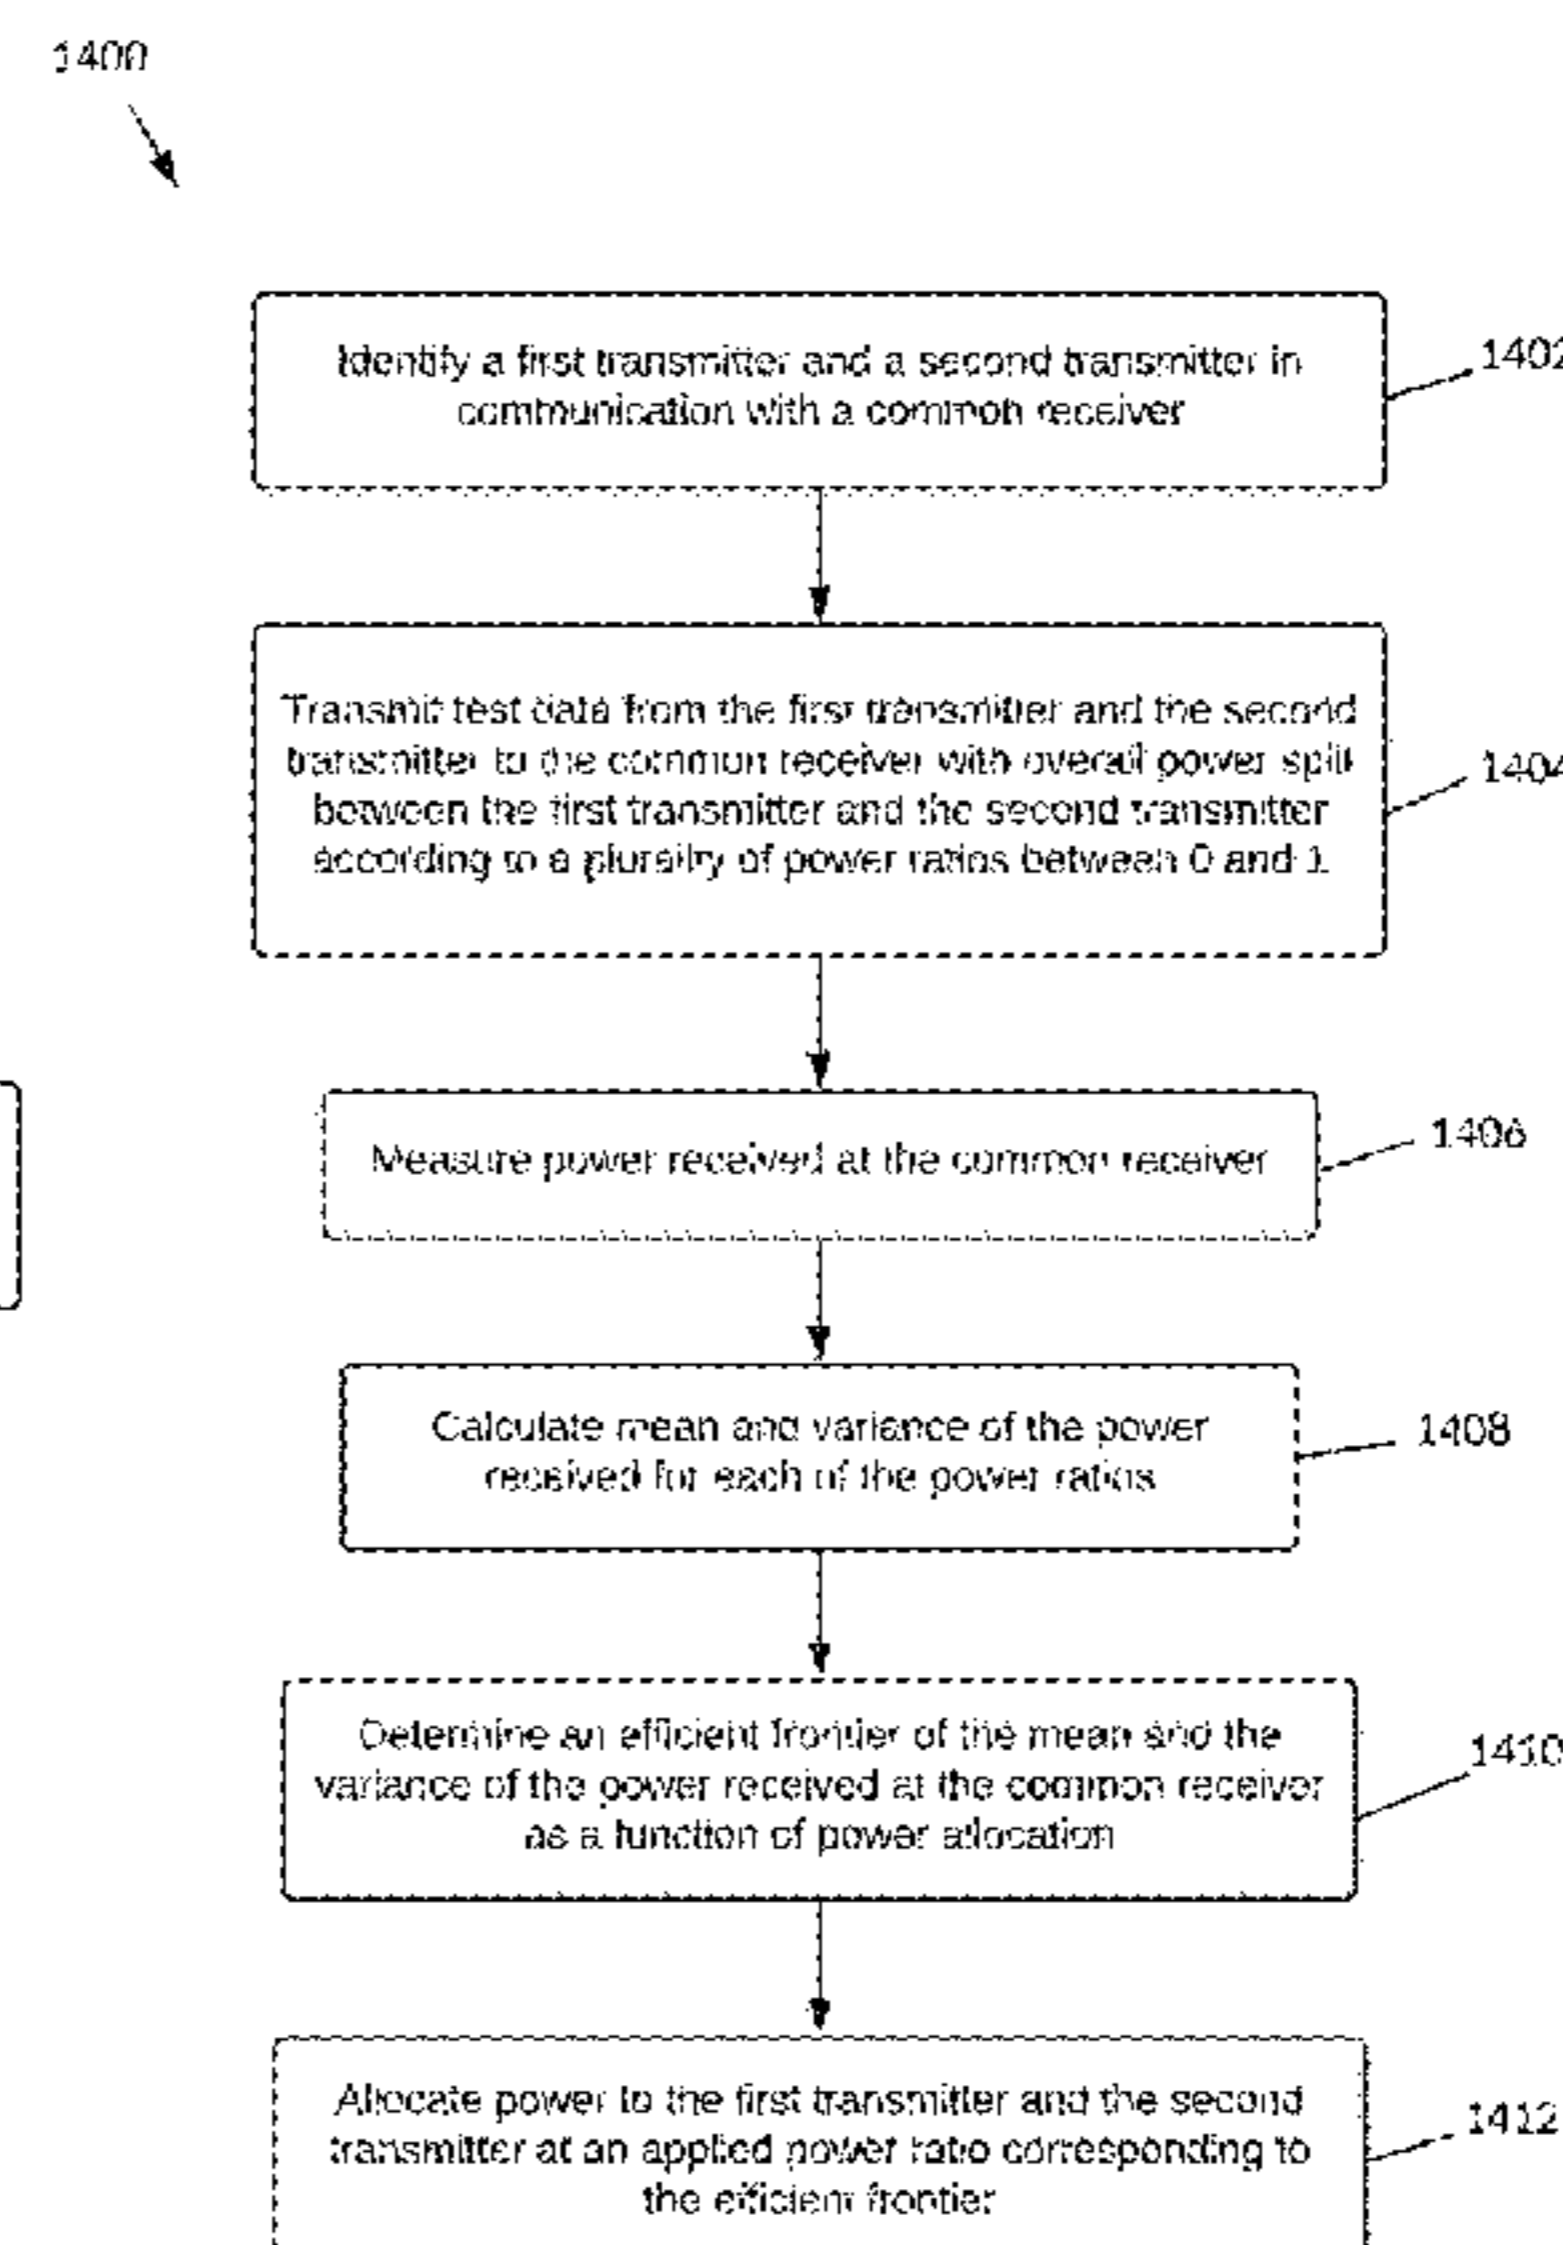 1400
Identify a first transmitter and a second transmitter in
communication with a common receiver
1402
Transmit test data from the first transmitter and the second
transmitter to the common receiver with overall power split
between the first transmitter and the second transmitter
according to a plurality of power ratios between 0 and 1
1404
Measure power received at the common receiver
1406
Calculate mean and variance of the power
received for each of the power ratios
1408
Determine an efficient frontier of the mean and the
variance of the power received at the common receiver
as a function of power allocation
1410
Allocate power to the first transmitter and the second
transmitter at an applied power ratio corresponding to
the efficient frontier
1412